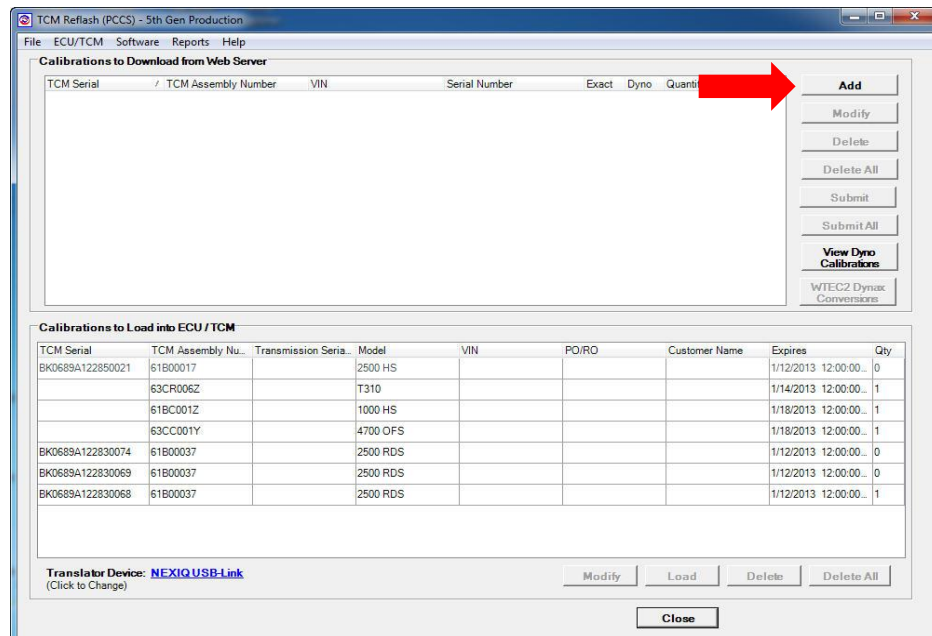 TCM Reflash (PCCS) - 5th Gen Production
File ECU/TCM Software Reports Help
Calibrations to Download from Web Server
TCM Serial / TCM Assembly Number VIN Serial Number Exact Dyno
Add
Modify
Delete
Delete All
Submit
Submit All
View Dyno
Calibrations
WTEC2 Dynax
Conversions
Calibrations to Load into ECU / TCM
TCM Serial TCM Assembly Nu... Transmission Seria... Model VIN PO/RO Customer Name Expires Qty
BK0689A122850021 61B00017 2500 HS 1/12/2013 12:00:00... 0
63CR006Z T310 1/14/2013 12:00:00... 1
61BC001Z 1000 HS 1/18/2013 12:00:00... 1
63CC001Y 4700 OFS 1/18/2013 12:00:00... 1
BK0689A122830074 61B00037 2500 RDS 1/12/2013 12:00:00... 0
BK0689A122830069 61B00037 2500 RDS 1/12/2013 12:00:00... 0
BK0689A122830068 61B00037 2500 RDS 1/12/2013 12:00:00... 1
Translator Device: NEXIQ USB-Link
(Click to Change)
Modify Load Delete Delete All
Close